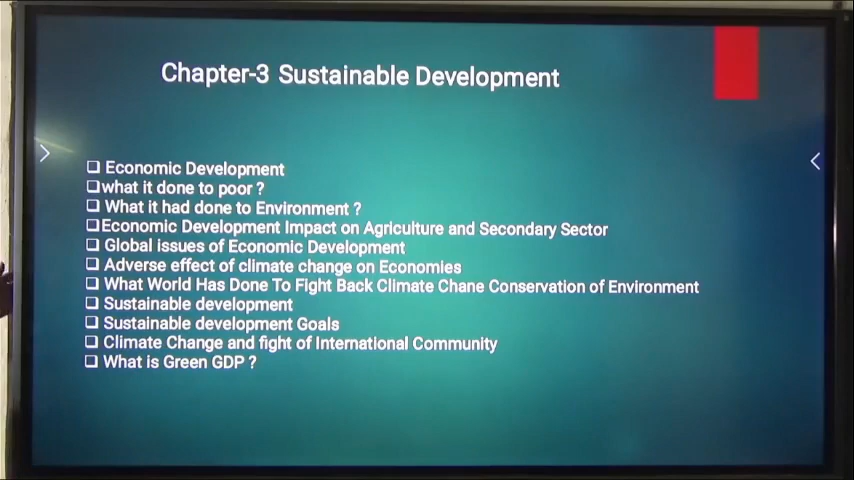 Chapter-3 Sustainable Development
❑ Economic Development
❑what it done to poor ?
❑ What it had done to Environment ?
❑Economic Development Impact on Agriculture and Secondary Sector
❑ Global issues of Economic Development
❑ Adverse effect of climate change on Economies
❑ What World Has Done To Fight Back Climate Chane Conservation of Environment
❑ Sustainable development
❑ Sustainable development Goals
❑ Climate Change and fight of International Community
❑ What is Green GDP ?